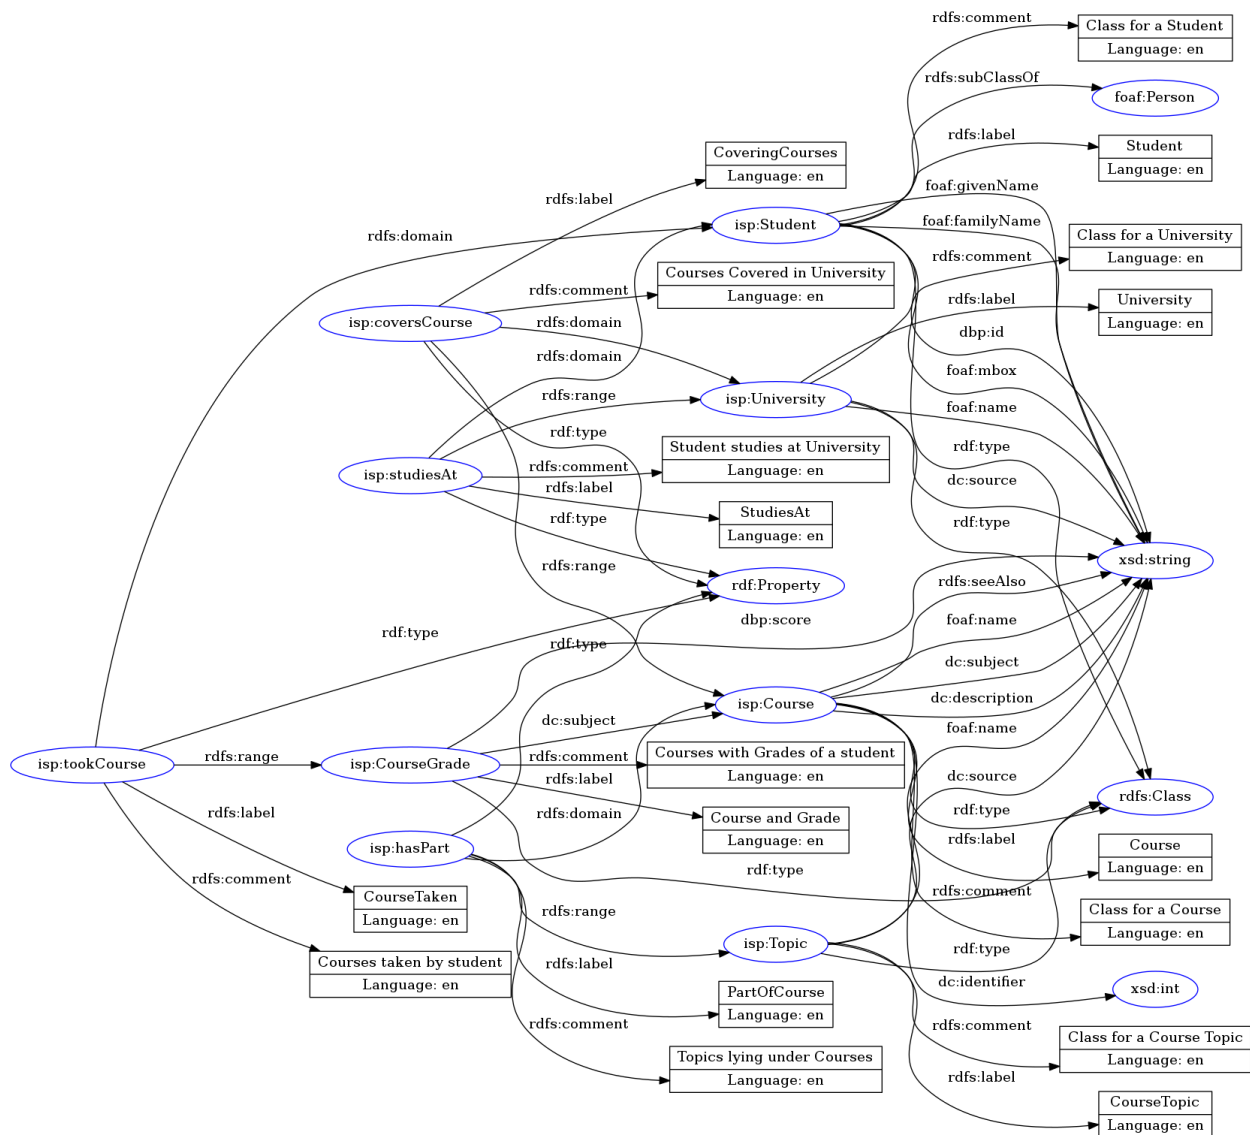 rdfs:comment
Class for a Student
Language: en
rdfs:subClassOf
foaf:Person
rdfs:label
Student
Language: en
CoveringCourses
Language: en
foaf:givenName
rdfs:label
isp:Student
foaf:familyName
rdfs:domain
Class for a University
Language: en
rdfs:comment
Courses Covered in University
Language: en
rdfs:comment
rdfs:label
University
Language: en
isp:coversCourse
rdfs:domain
dbp:id
rdfs:domain
foaf:mbox
rdfs:range
isp:University
foaf:name
rdf:type
Student studies at University
Language: en
rdf:type
rdfs:comment
isp:studiesAt
dc:source
rdfs:label
StudiesAt
Language: en
rdf:type
rdf:type
xsd:string
rdfs:range
rdfs:seeAlso
rdf:Property
dbp:score
foaf:name
rdf:type
rdf:type
dc:subject
dc:description
isp:Course
dc:subject
foaf:name
Courses with Grades of a student
Language: en
rdfs:comment
isp:tookCourse
rdfs:range
isp:CourseGrade
rdfs:label
dc:source
rdfs:Class
rdfs:label
rdfs:domain
Course and Grade
Language: en
rdf:type
rdfs:label
Course
Language: en
isp:hasPart
rdf:type
rdfs:comment
CourseTaken
Language: en
rdfs:comment
Class for a Course
Language: en
rdfs:range
isp:Topic
rdf:type
Courses taken by student
Language: en
rdfs:label
dc:identifier
xsd:int
PartOfCourse
Language: en
rdfs:comment
rdfs:comment
Class for a Course Topic
Language: en
Topics lying under Courses
Language: en
rdfs:label
CourseTopic
Language: en